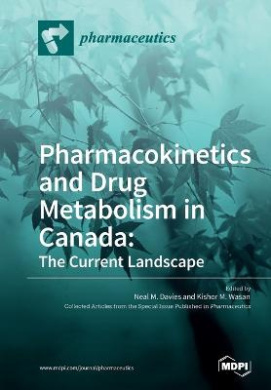 pharmaceutics
Pharmacokinetics
and Drug
Metabolism in
Canada:
The Current Landscape
Edited by
Neal M. Davies and Kishor M. Wasan
Collected Articles from the Special Issue Published in Pharmaceutics
www.mdpi.com/journal/pharmaceutics
MDPI